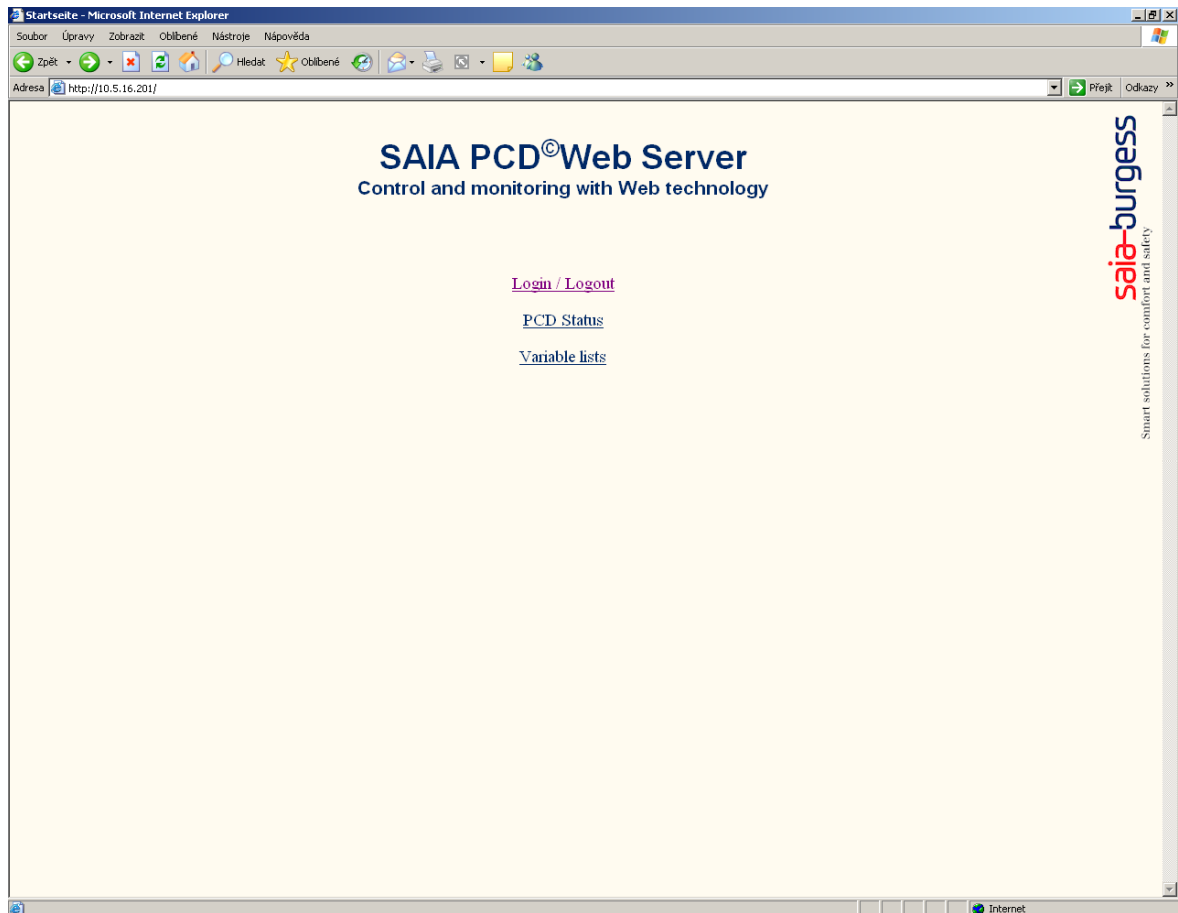 Startseite - Microsoft Internet Explorer
Soubor Úpravy Zobrazit Oblíbené Nástroje Nápověda
Zpět Hledat Oblíbené
Adresa http://10.5.16.201/ Přejít Odkazy »
SAIA PCD©Web Server
Control and monitoring with Web technology
Login / Logout
PCD Status
Variable lists
saia-burgess
Smart solutions for comfort and safety
Internet